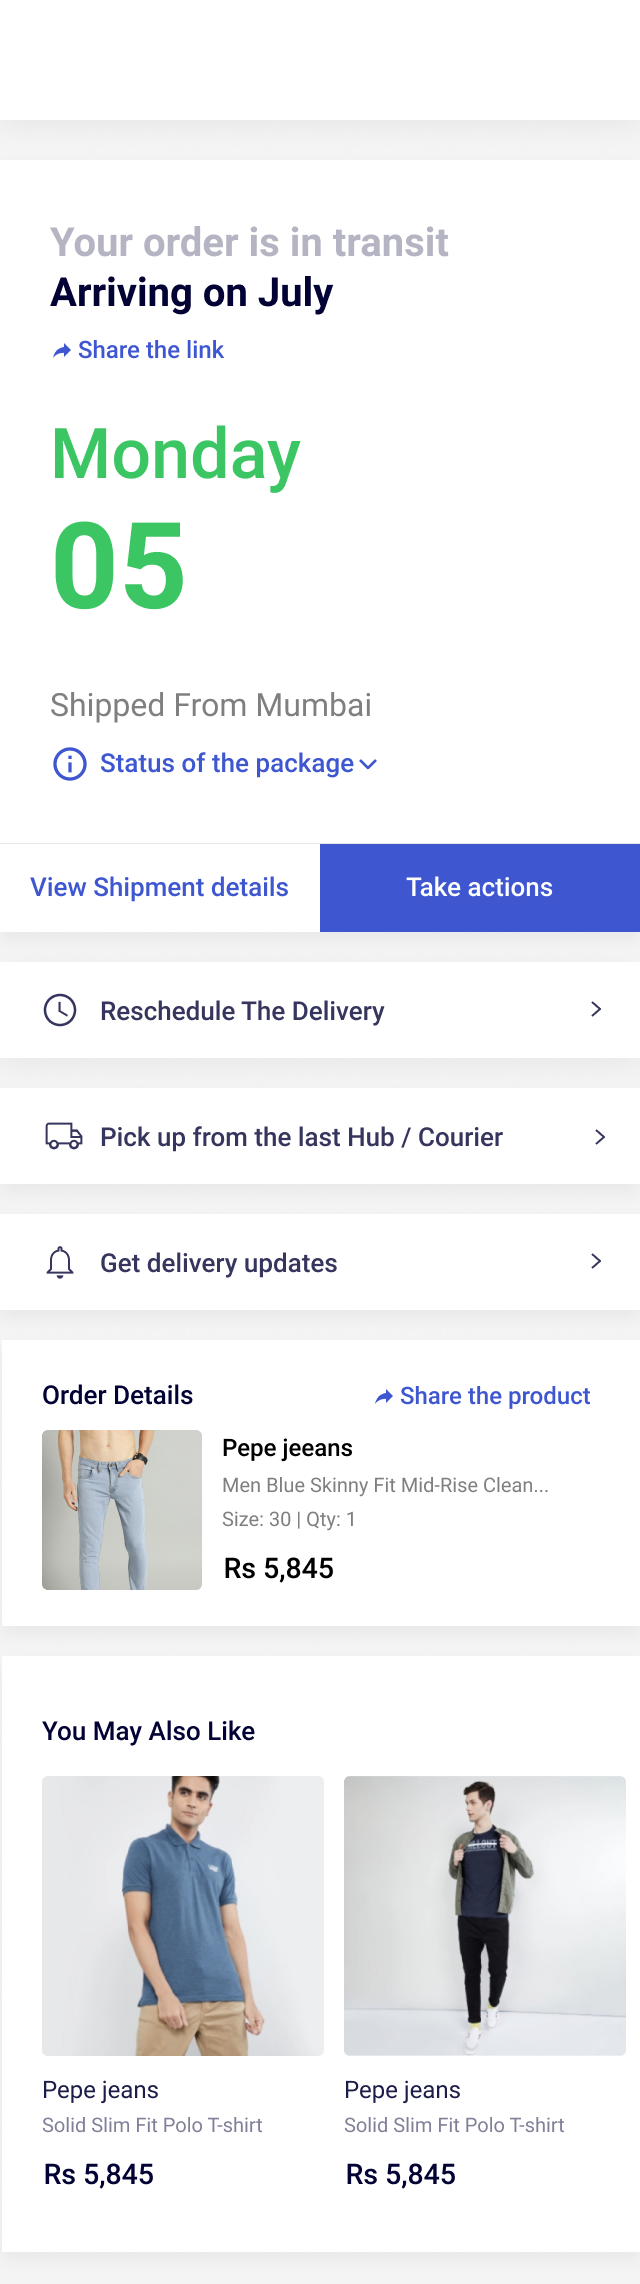 Your order is in transit
Arriving on July
Share the link
Monday
05
Shipped From Mumbai
Status of the package
View Shipment details
Take actions
Reschedule The Delivery
Pick up from the last Hub / Courier
Get delivery updates
Order Details
Share the product
Pepe jeeans
Men Blue Skinny Fit Mid-Rise Clean...
Size: 30 | Qty: 1
Rs 5,845
You May Also Like
Pepe jeans
Solid Slim Fit Polo T-shirt
Rs 5,845
Pepe jeans
Solid Slim Fit Polo T-shirt
Rs 5,845